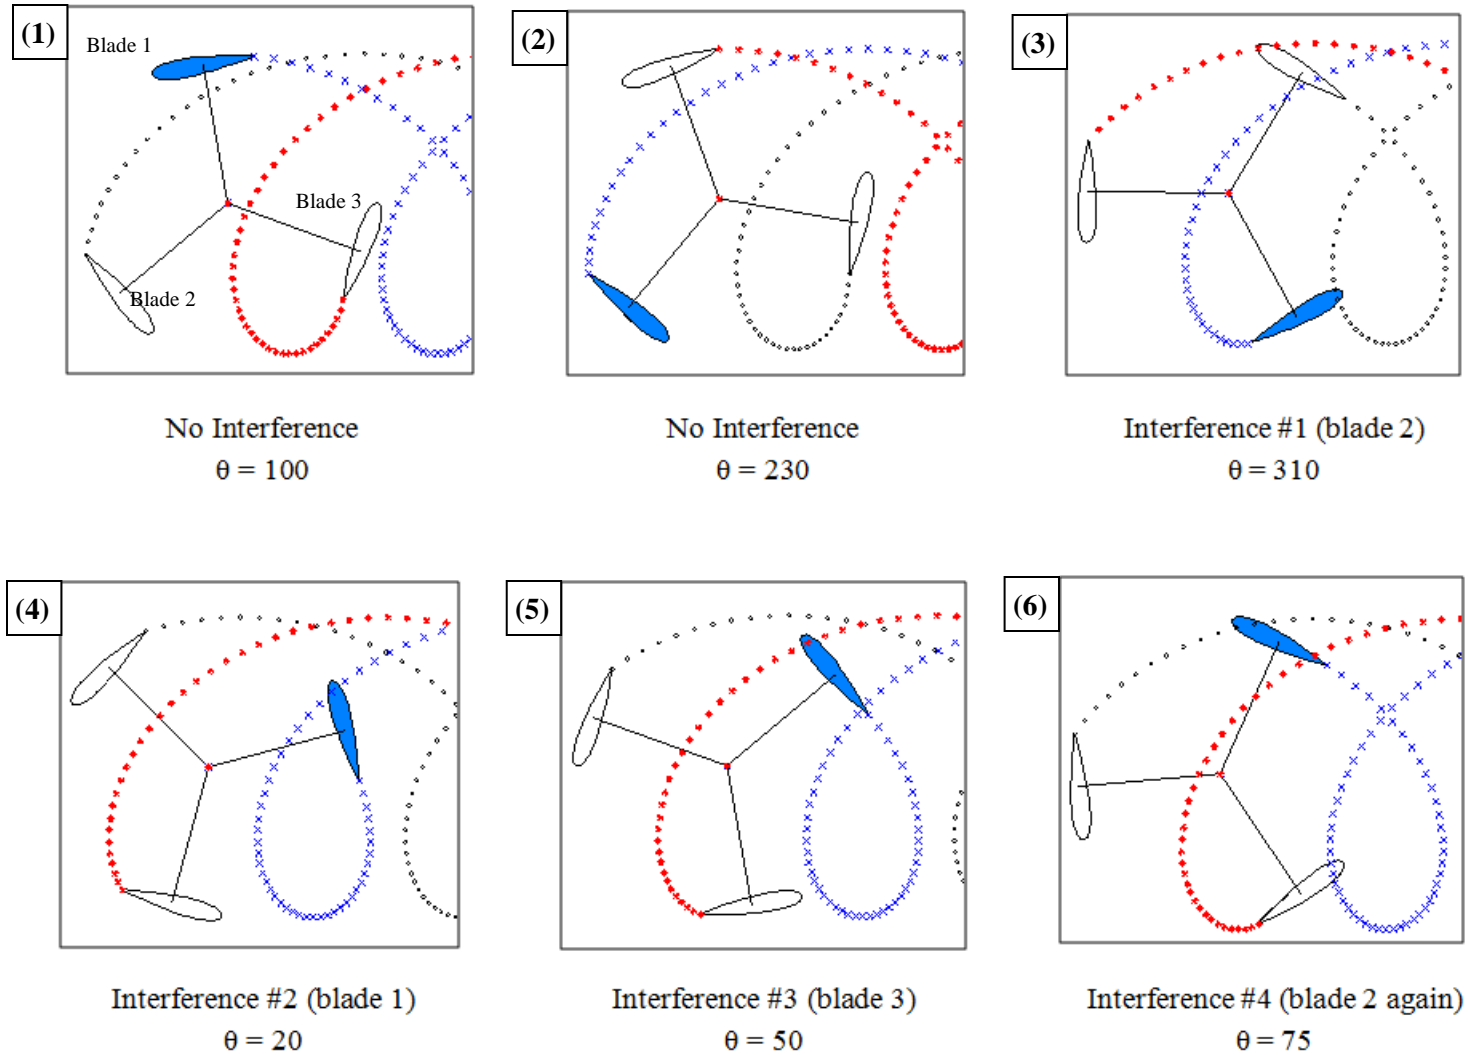 (1)
Blade 1
Blade 3
Blade 2
No Interference
θ = 100
(2)
No Interference
θ = 230
(3)
Interference #1 (blade 2)
θ = 310
(4)
Interference #2 (blade 1)
θ = 20
(5)
Interference #3 (blade 3)
θ = 50
(6)
Interference #4 (blade 2 again)
θ = 75